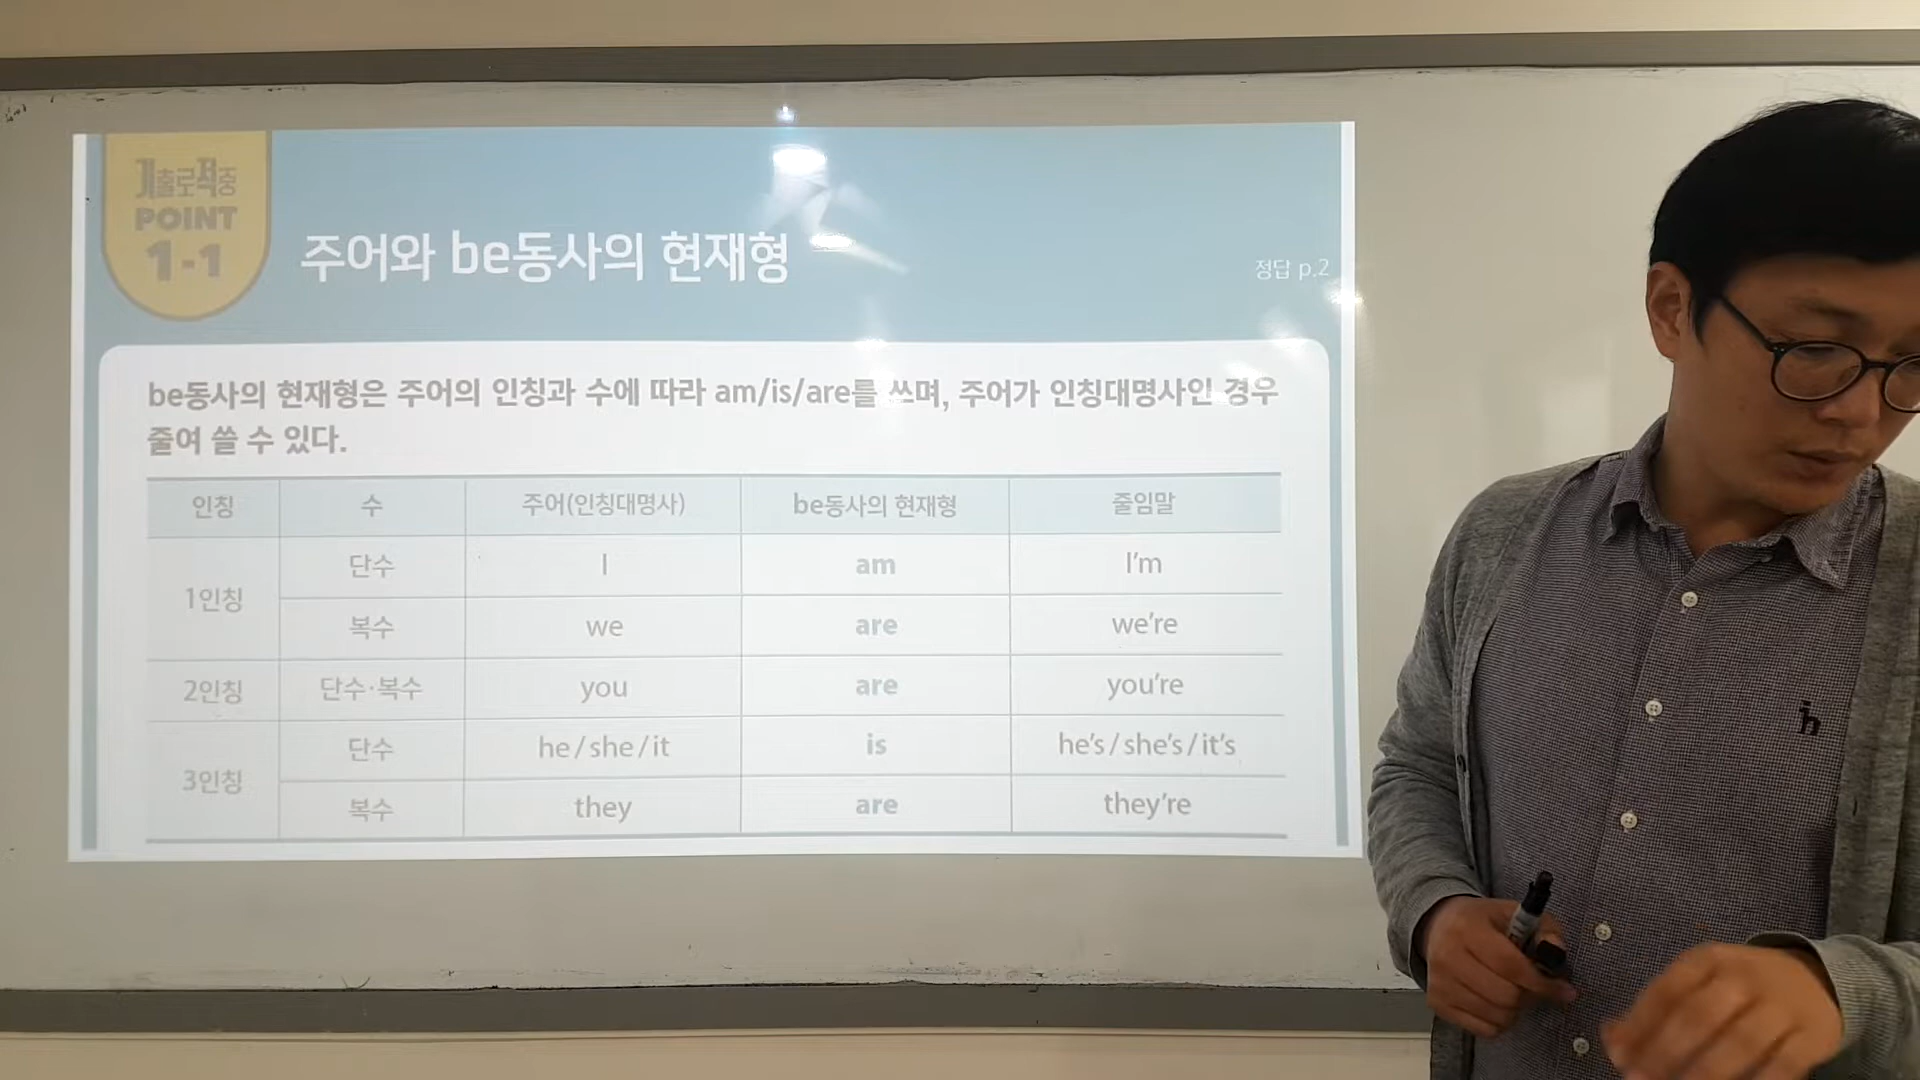 기출로적중
POINT
1-1
주어와 be동사의 현재형
정답 p.2
be동사의 현재형은 주어의 인칭과 수에 따라 am/is/are를 쓰며, 주어가 인칭대명사인 경우
줄여 쓸 수 있다.
인칭 수 주어(인칭대명사) be동사의 현재형 줄임말
1인칭 단수 I am I'm
복수 we are we're
2인칭 단수·복수 you are you're
3인칭 단수 he/she/it is he's/she's/it's
복수 they are they're
h